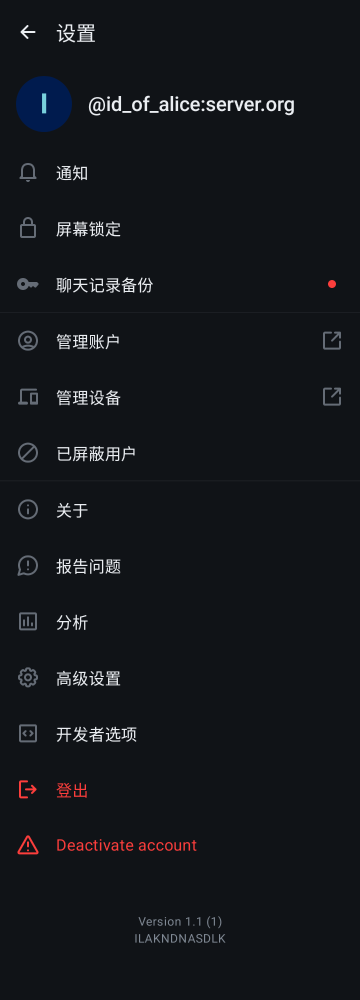 设置
I
@id_of_alice:server.org
通知
屏幕锁定
聊天记录备份
管理账户
管理设备
已屏蔽用户
关于
报告问题
分析
高级设置
开发者选项
登出
Deactivate account
Version 1.1 (1)
ILAKNDNASDLK